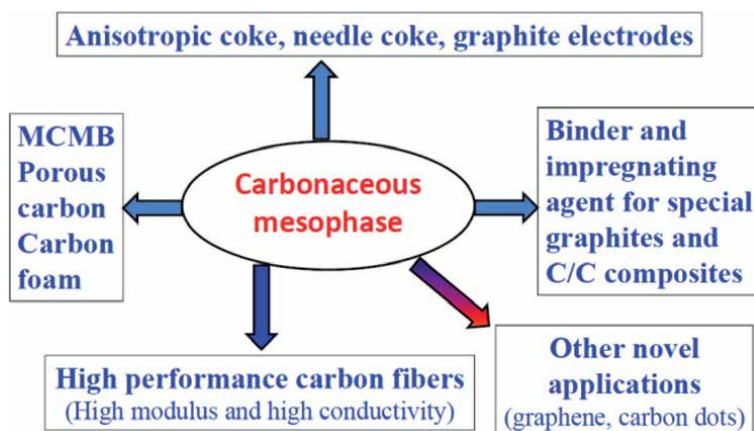 Anisotropic coke, needle coke, graphite electrodes
MCMB
Porous
carbon
Carbon
foam
Carbonaceous
mesophase
Binder and
impregnating
agent for special
graphites and
C/C composites
High performance carbon fibers
(High modulus and high conductivity)
Other novel
applications
(graphene, carbon dots)